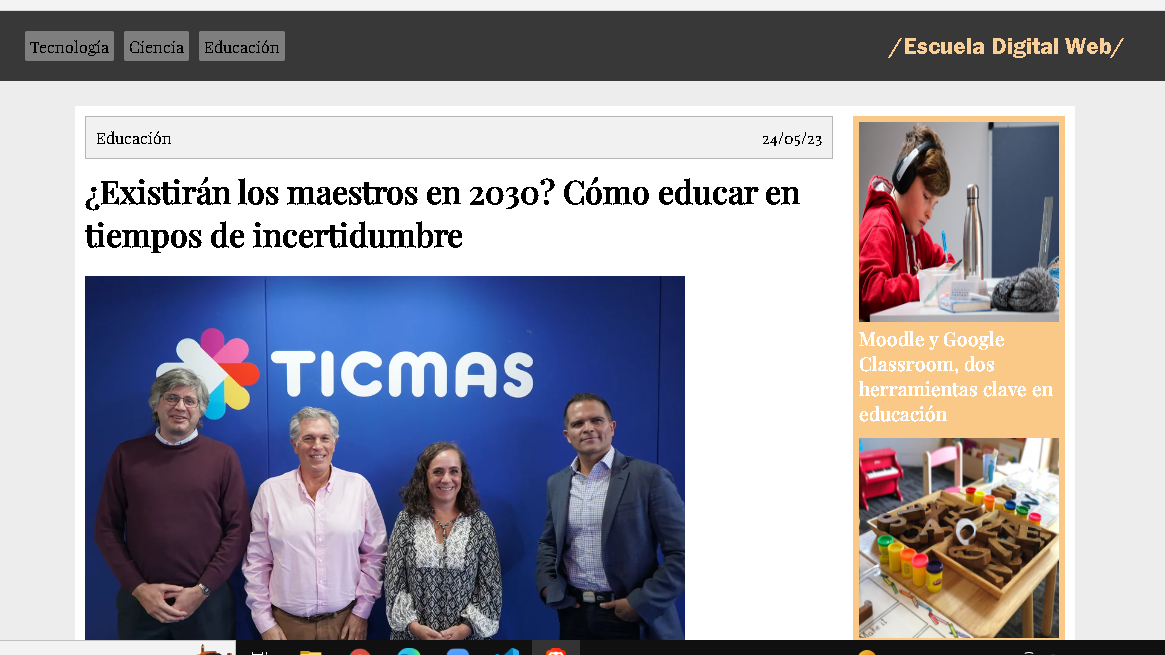 Tecnología Ciencia Educación
/Escuela Digital Web/
Educación
24/05/23
¿Existirán los maestros en 2030? Cómo educar en
tiempos de incertidumbre
TICMAS
Moodle y Google
Classroom, dos
herramientas clave en
educación